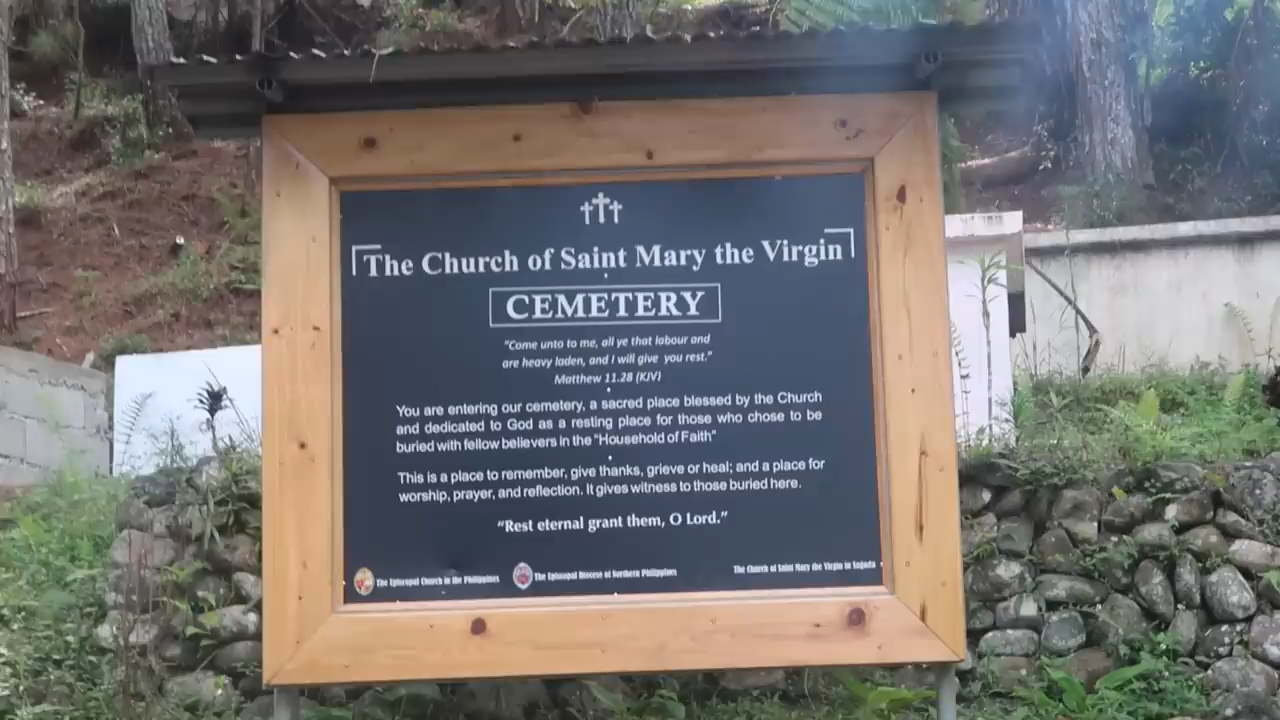 The Church of Saint Mary the Virgin
CEMETERY
"Come unto to me, all ye that labour and
are heavy laden, and I will give you rest."
Matthew 11.28 (KJV)
You are entering our cemetery, a sacred place blessed by the Church
and dedicated to God as a resting place for those who chose to be
buried with fellow believers in the "Household of Faith"
This is a place to remember, give thanks, grieve or heal; and a place for
worship, prayer, and reflection. It gives witness to those buried here.
"Rest eternal grant them, O Lord."
The Episcopal Church in the Philippines
The Episcopal Diocese of Northern Philippines
The Church of Saint Mary the Virgin in Sagada